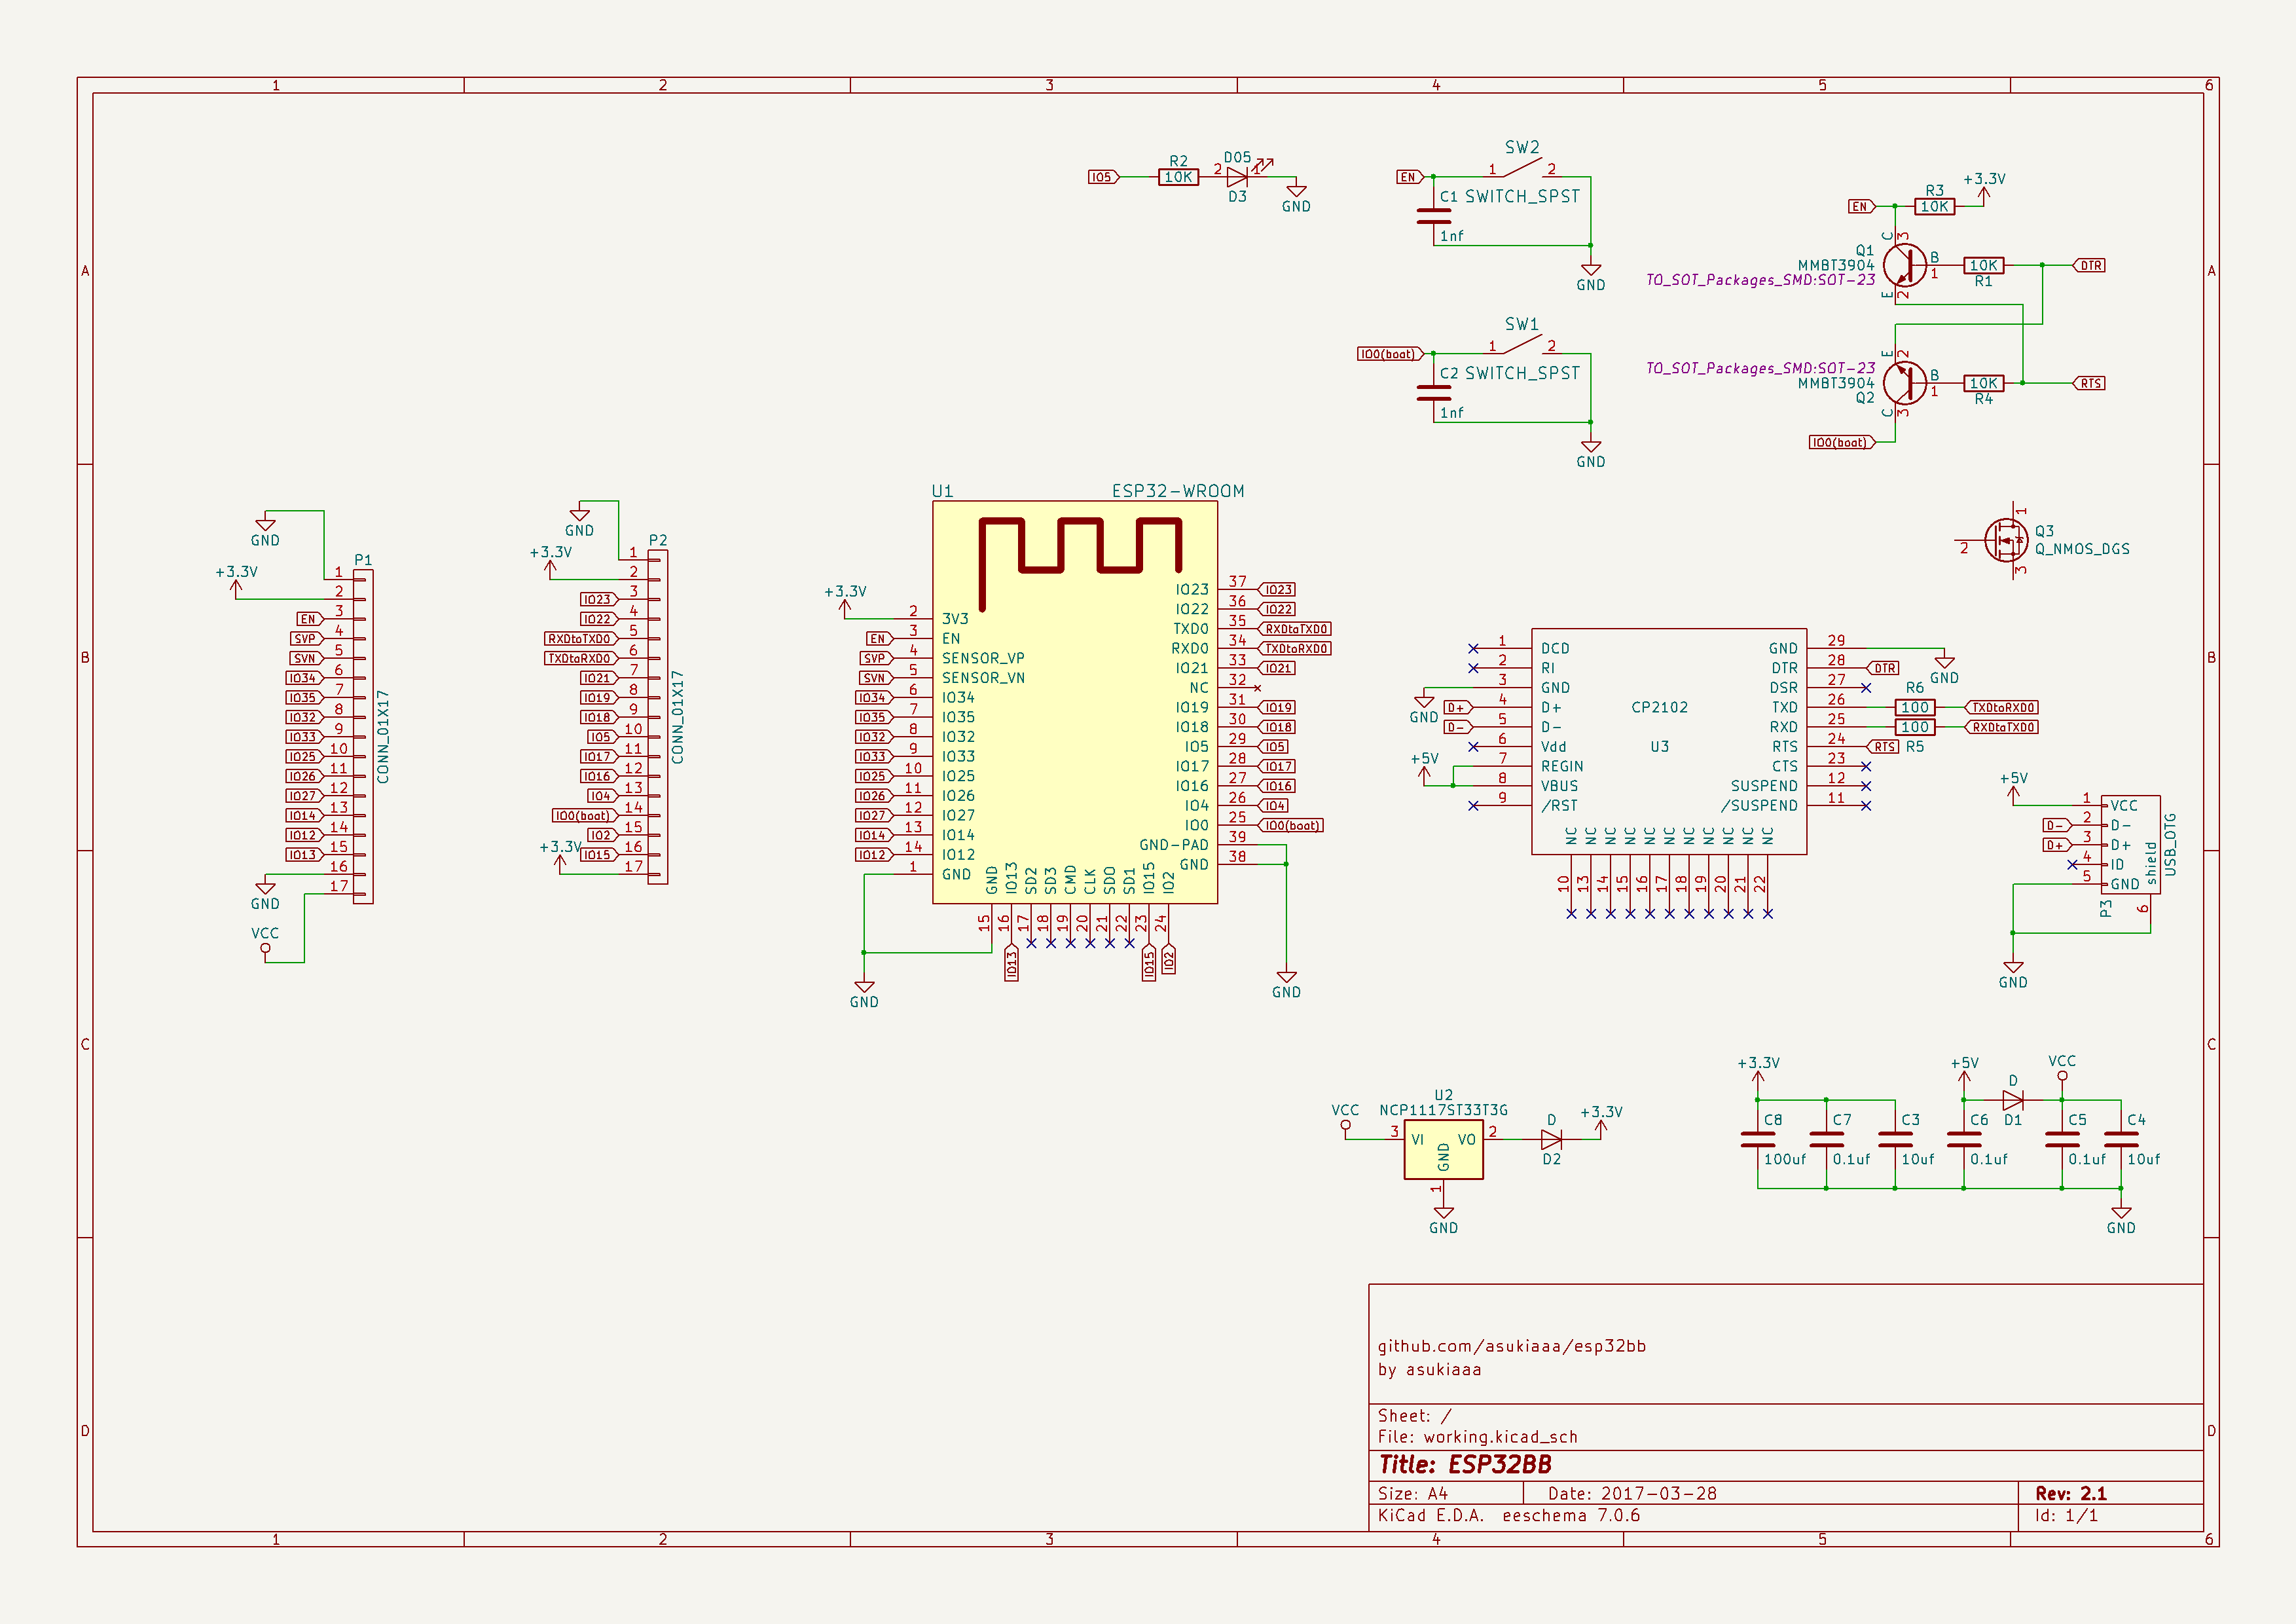 1 2 3 4 5 6
A
B
C
D
A
B
C
D
1 2 3 4 5 6
IO5
R2
10K
2
D05
1
D3
GND
EN
SW2
1
2
C1
SWITCH_SPST
1nf
GND
IO0(boot)
SW1
1
2
C2
SWITCH_SPST
1nf
GND
EN
R3
10K
+3.3V
C
3
Q1
MMBT3904
TO_SOT_Packages_SMD:SOT-23
B
1
10K
R1
DTR
E
2
E
2
TO_SOT_Packages_SMD:SOT-23
MMBT3904
Q2
B
1
10K
R4
RTS
C
3
IO0(boot)
1
2
3
Q3
Q_NMOS_DGS
GND
+3.3V
P1
CONN_01X17
1
2
EN 3
SVP 4
SVN 5
IO34 6
IO35 7
IO32 8
IO33 9
IO25 10
IO26 11
IO27 12
IO14 13
IO12 14
IO13 15
16
17
GND
VCC
GND
+3.3V
P2
CONN_01X17
1
2
IO23 3
IO22 4
RXDtoTXD0 5
TXDtoRXD0 6
IO21 7
IO19 8
IO18 9
IO5 10
IO17 11
IO16 12
IO4 13
IO0(boot) 14
IO2 15
IO15 16
17
+3.3V
U1
ESP32-WROOM
+3.3V
2 3V3
EN 3 EN
SVP 4 SENSOR_VP
SVN 5 SENSOR_VN
IO34 6 IO34
IO35 7 IO35
IO32 8 IO32
IO33 9 IO33
IO25 10 IO25
IO26 11 IO26
IO27 12 IO27
IO14 13 IO14
IO12 14 IO12
1 GND
GND
IO23 37 IO23
IO22 36 IO22
TXD0 35 RXDtoTXD0
RXD0 34 TXDtoRXD0
IO21 33 IO21
NC 32
IO19 31 IO19
IO18 30 IO18
IO5 29 IO5
IO17 28 IO17
IO16 27 IO16
IO4 26 IO4
IO0 25 IO0(boot)
GND-PAD 39
GND 38
GND
GND 15
IO13 16 IO13
SD2 17
SD3 18
CMD 19
CLK 20
SD0 21
SD1 22
IO15 23 IO15
IO2 24 IO2
CP2102
U3
1 DCD
2 RI
3 GND
GND
D+ 4 D+
D- 5 D-
6 Vdd
+5V
7 REGIN
8 VBUS
9 /RST
GND 29
GND
DTR 28 DTR
DSR 27
R6
TXD 26 100 TXDtoRXD0
RXD 25 100 RXDtoTXD0
RTS 24 RTS R5
CTS 23
SUSPEND 12
/SUSPEND 11
NC NC NC NC NC NC NC NC NC NC NC
10 13 14 15 16 17 18 19 20 21 22
+5V
1 VCC
D- 2 D-
D+ 3 D+
4 ID
5 GND
shield
USB_OTG
P3
6
GND
VCC
U2
NCP1117ST33T3G
3 VI
VO 2
GND
1
GND
D
D2
+3.3V
+3.3V
C8
100uf
C7
0.1uf
C3
10uf
+5V
C6
0.1uf
D
D1
VCC
C5
0.1uf
C4
10uf
GND
github.com/asukiaaa/esp32bb
by asukiaaa
Sheet: /
File: working.kicad_sch
Title: ESP32BB
Size: A4 Date: 2017-03-28 Rev: 2.1
KiCad E.D.A. eeschema 7.0.6 Id: 1/1